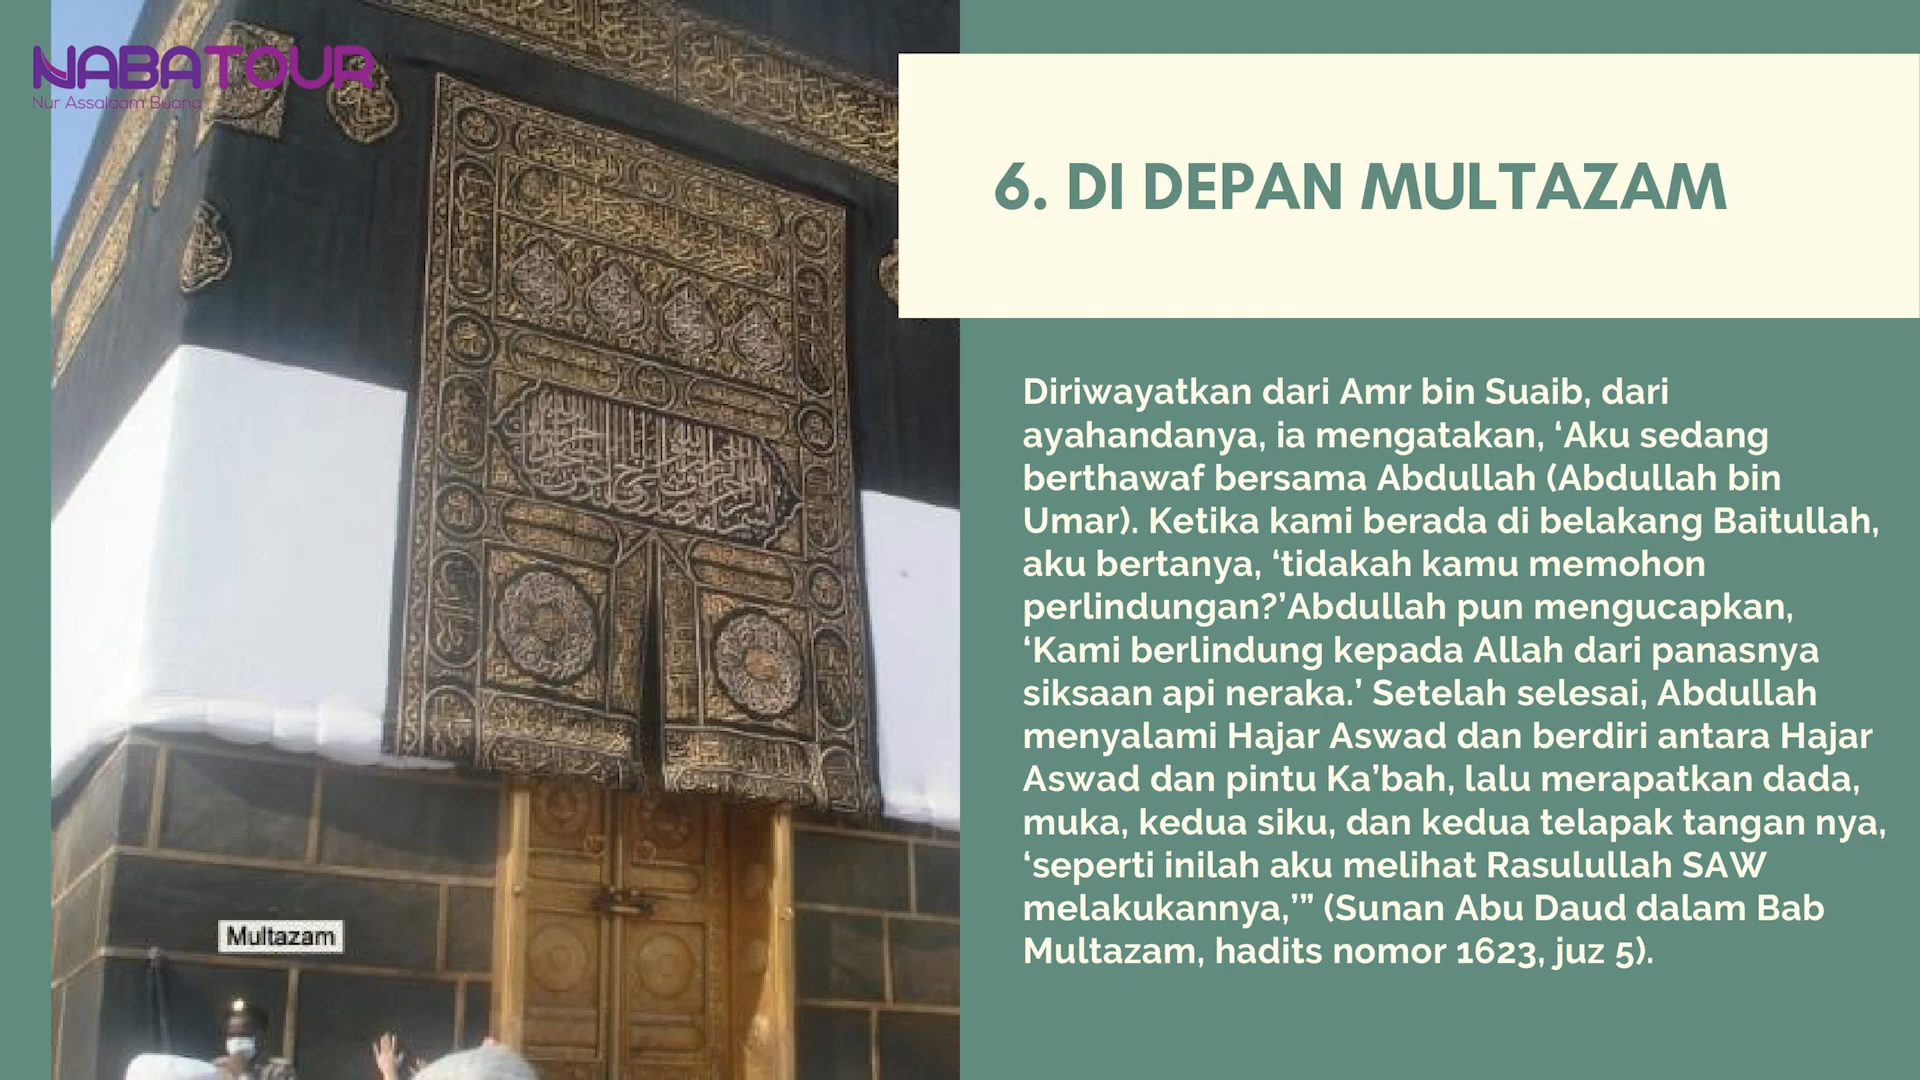 NABATOUR
Nur Assalaam Buana
6. DI DEPAN MULTAZAM
Diriwayatkan dari Amr bin Suaib, dari
ayahandanya, ia mengatakan, ‘Aku sedang
berthawaf bersama Abdullah (Abdullah bin
Umar). Ketika kami berada di belakang Baitullah,
aku bertanya, ‘tidakah kamu memohon
perlindungan?’Abdullah pun mengucapkan,
‘Kami berlindung kepada Allah dari panasnya
siksaan api neraka.’ Setelah selesai, Abdullah
menyalami Hajar Aswad dan berdiri antara Hajar
Aswad dan pintu Ka’bah, lalu merapatkan dada,
muka, kedua siku, dan kedua telapak tangan nya,
‘seperti inilah aku melihat Rasulullah SAW
melakukannya,’” (Sunan Abu Daud dalam Bab
Multazam, hadits nomor 1623, juz 5).
Multazam